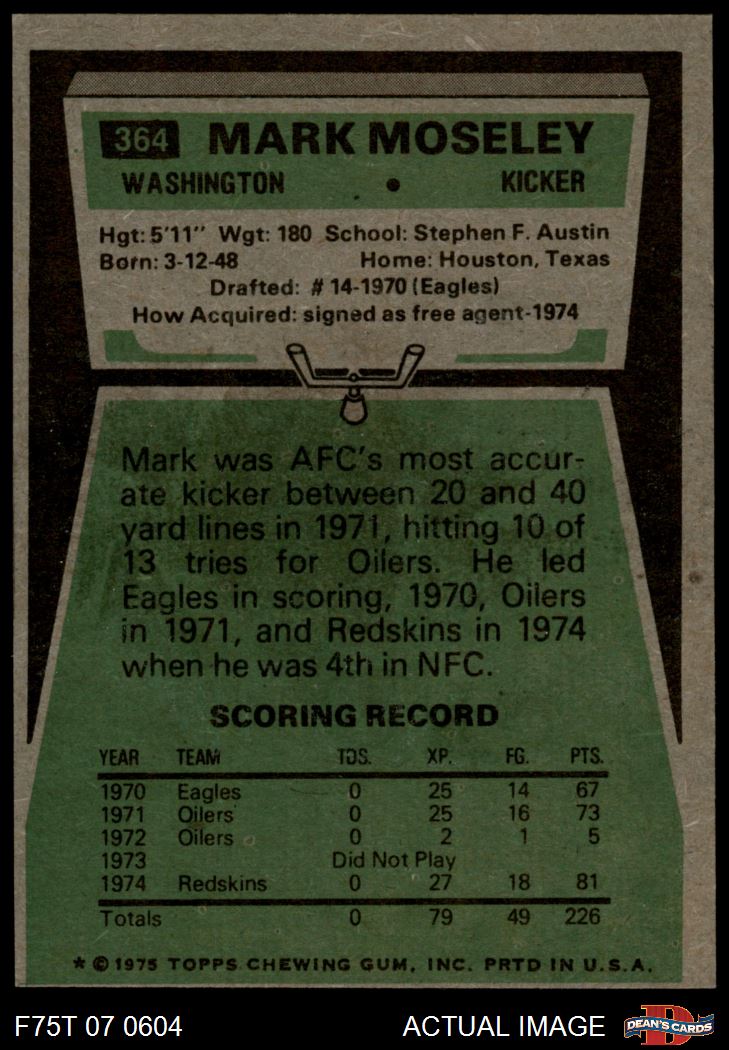 364 MARK MOSELEY
WASHINGTON • KICKER
Hgt: 5'11" Wgt: 180 School: Stephen F. Austin
Born: 3-12-48 Home: Houston, Texas
Drafted: #14-1970 (Eagles)
How Acquired: signed as free agent-1974
Mark was AFC's most accur-
ate kicker between 20 and 40
yard lines in 1971, hitting 10 of
13 tries for Oilers. He led
Eagles in scoring, 1970, Oilers
in 1971, and Redskins in 1974
when he was 4th in NFC.
SCORING RECORD
YEAR TEAM TDS. XP. FG. PTS.
1970 Eagles 0 25 14 67
1971 Oilers 0 25 16 73
1972 Oilers 0 2 1 5
1973 Did Not Play
1974 Redskins 0 27 18 81
Totals 0 79 49 226
* © 1975 TOPPS CHEWING GUM, INC. PRTD IN U.S.A.
F75T 07 0604 ACTUAL IMAGE D DEAN'S CARDS